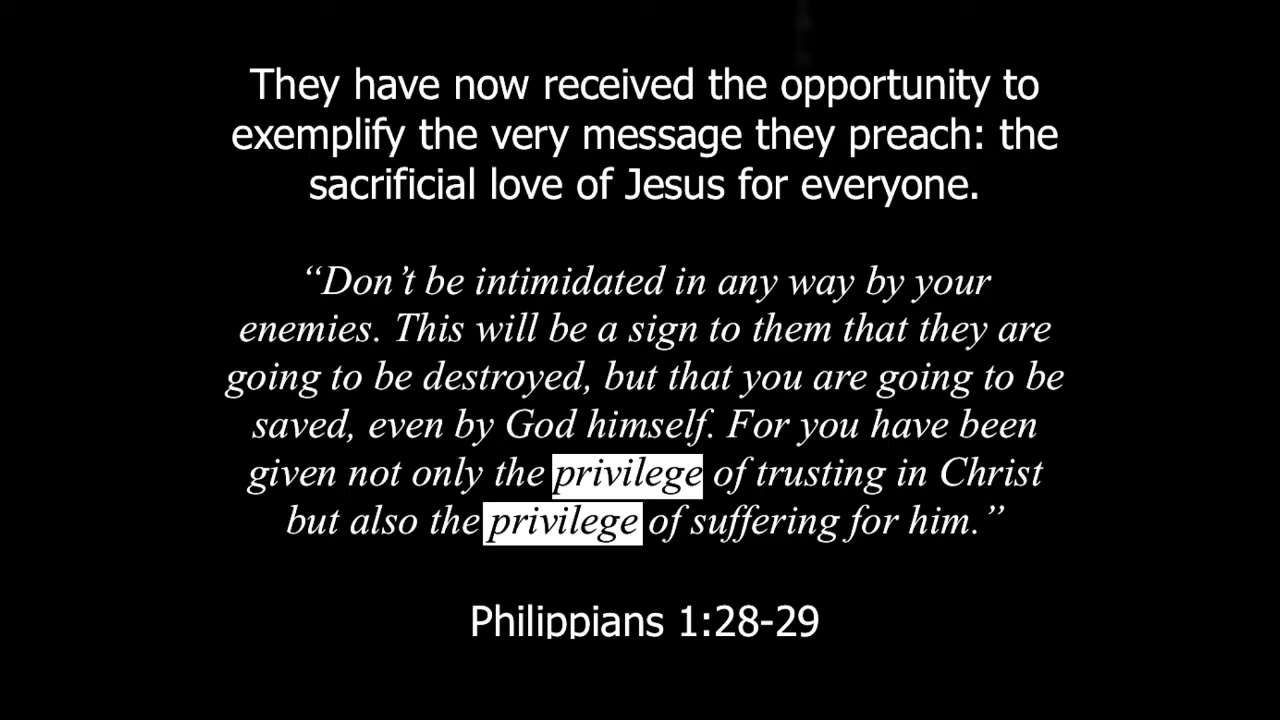 They have now received the opportunity to
exemplify the very message they preach: the
sacrificial love of Jesus for everyone.
“Don’t be intimidated in any way by your
enemies. This will be a sign to them that they are
going to be destroyed, but that you are going to be
saved, even by God himself. For you have been
given not only the privilege of trusting in Christ
but also the privilege of suffering for him.”
Philippians 1:28-29